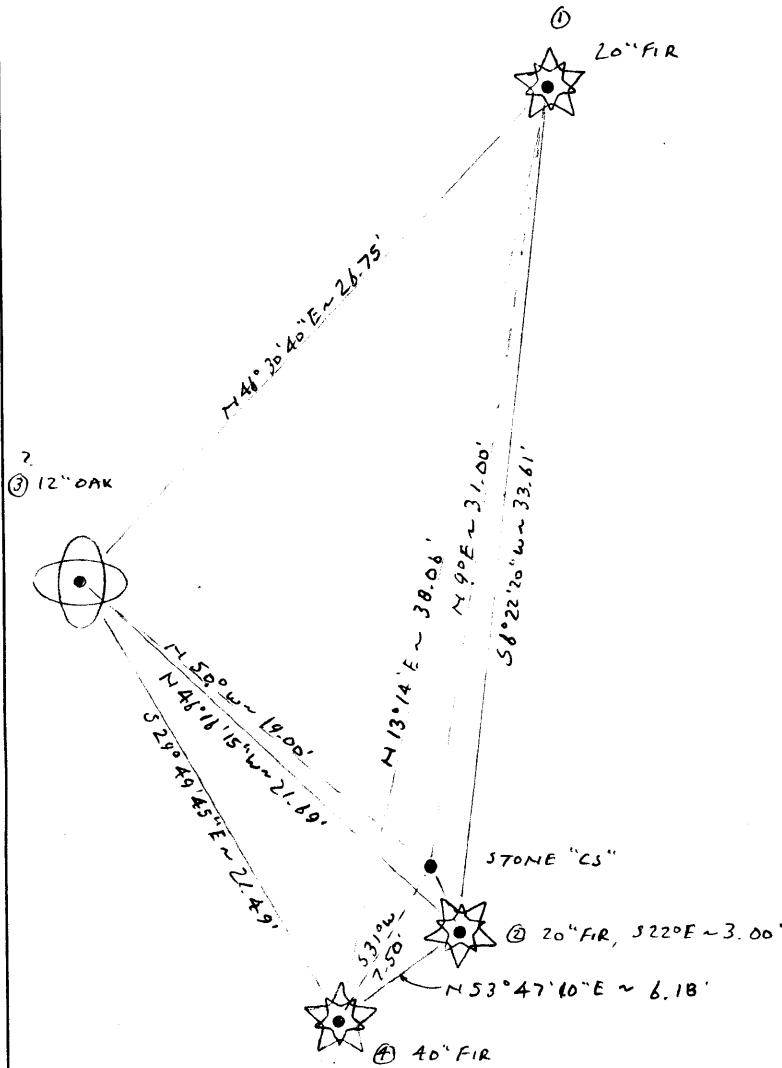 ①
20" FIR
N 46° 30' 40" E ~ 26.75'
?
③ 12" OAK
N 9° E ~ 31.00'
S 6° 22' 20" W ~ 33.61'
N 13° 14' E ~ 38.06'
N 50° W ~ 19.00'
N 46° 16' 15" W ~ 21.69'
S 29° 49' 45" E ~ 21.49'
STONE "CS"
② 20" FIR, S 22° E ~ 3.00'
S 31° W
7.50'
N 53° 47' 10" E ~ 6.18'
④ 40" FIR